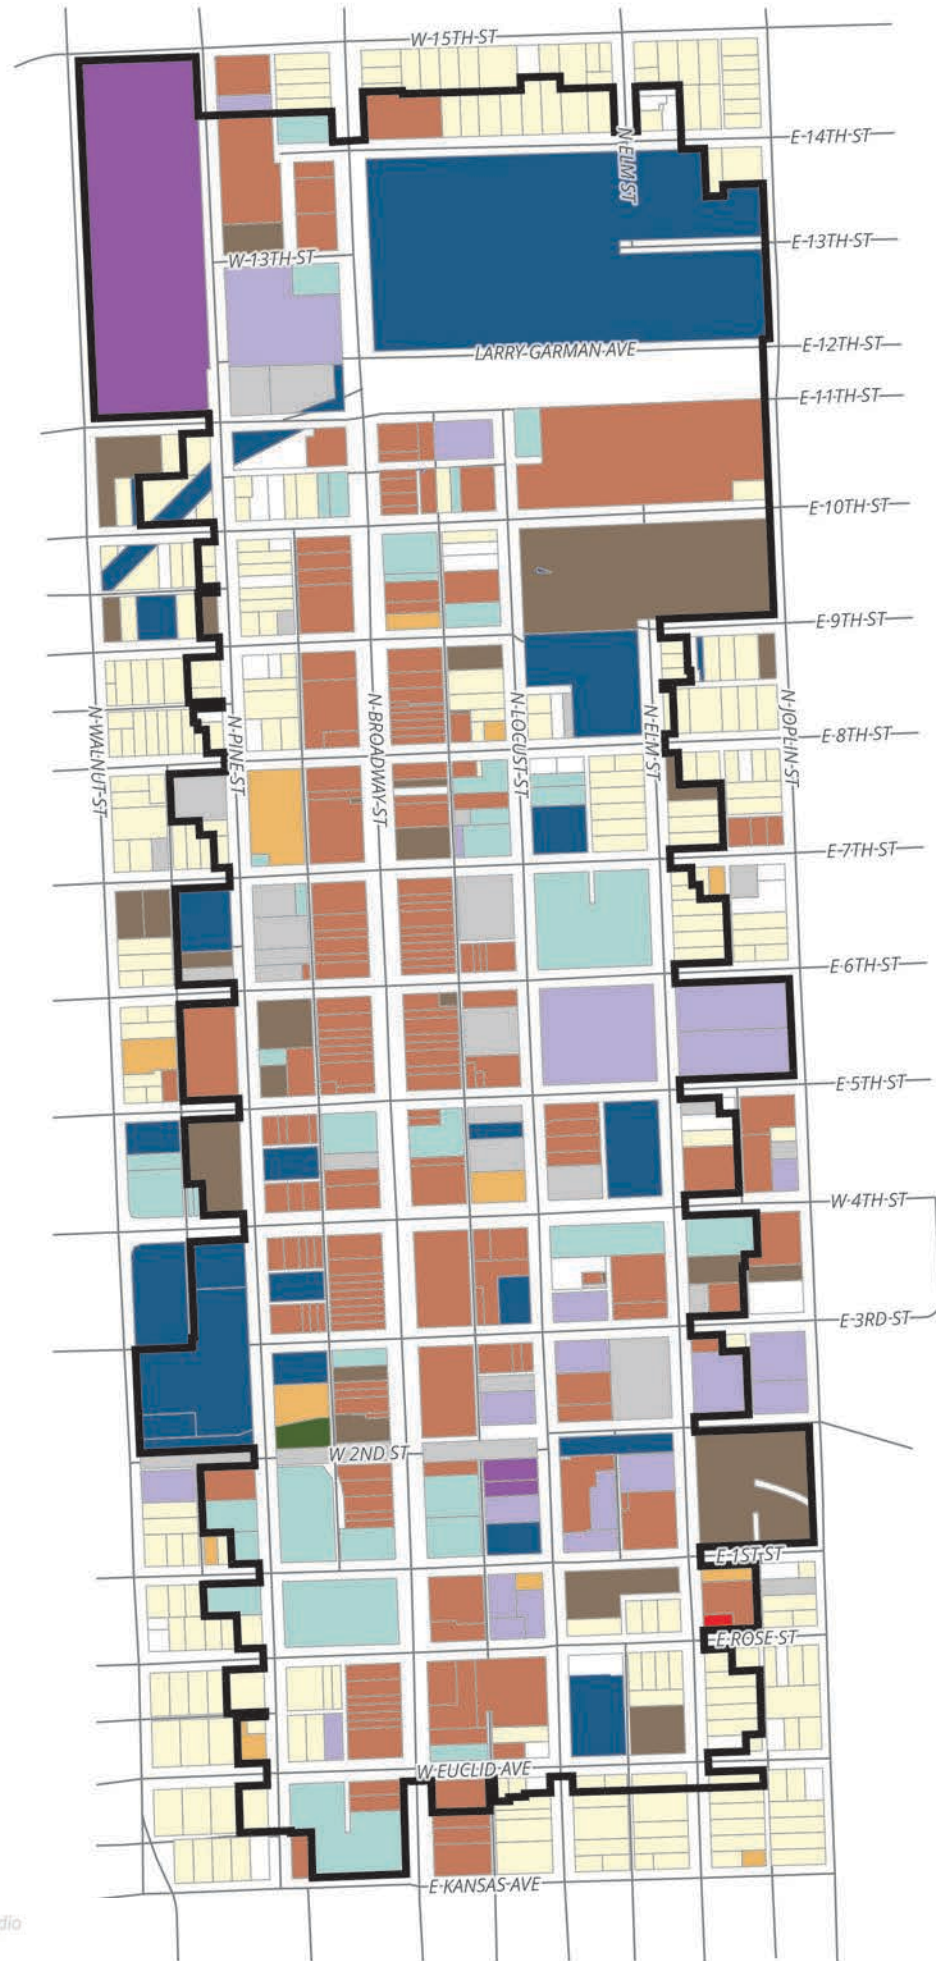 W 15TH ST
E 14TH ST
N ELM ST
E 13TH ST
W 13TH ST
E 12TH ST
LARRY GARMAN AVE
E 11TH ST
E 10TH ST
E 9TH ST
N WALNUT ST
N PINE ST
N BROADWAY ST
N LOCUST ST
N ELM ST
N JOPLIN ST
E 8TH ST
E 7TH ST
E 6TH ST
E 5TH ST
W 4TH ST
E 3RD ST
W 2ND ST
E 1ST ST
E ROSE ST
W EUCLID AVE
E KANSAS AVE
dio